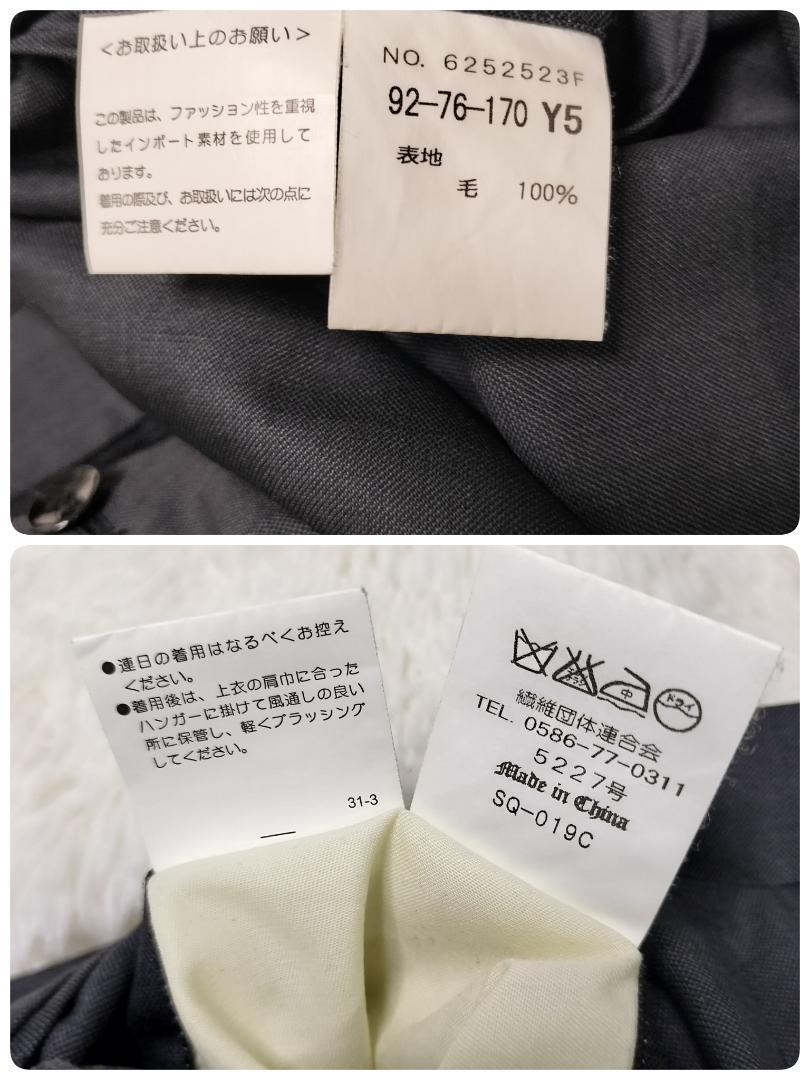 ＜お取扱い上のお願い＞
この製品は、ファッション性を重視
したインポート素材を使用して
おります。
着用の際及び、お取扱いには次の点に
充分ご注意ください。
NO. 6252523F
92-76-170 Y5
表地
毛 100%
●連日の着用はなるべくお控え
ください。
●着用後は、上衣の肩巾に合った
ハンガーに掛けて風通しの良い
所に保管し、軽くブラッシング
してください。
31-3
エンソ
サラシ
中
ドライ
繊維団体連合会
TEL. 0586-77-0311
5227号
Made in China
SQ-019C